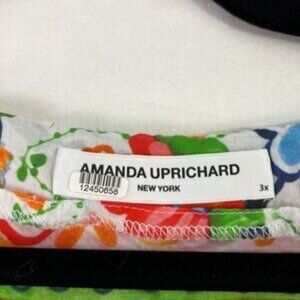 AMANDA UPRICHARD
12450658
NEW YORK
3x